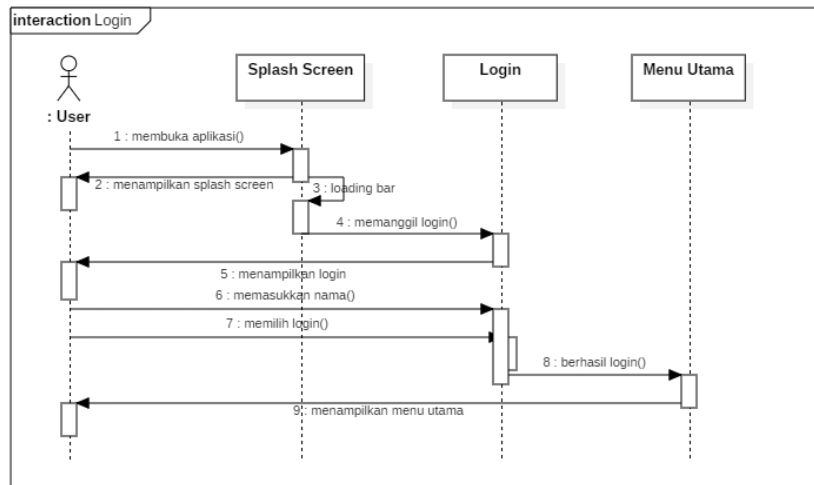 interaction Login
Splash Screen
Login
Menu Utama
: User
1 : membuka aplikasi()
2 : menampilkan splash screen
3 : loading bar
4 : memanggil login()
5 : menampilkan login
6 : memasukkan nama()
7 : memilih login()
8 : berhasil login()
9 : menampilkan menu utama